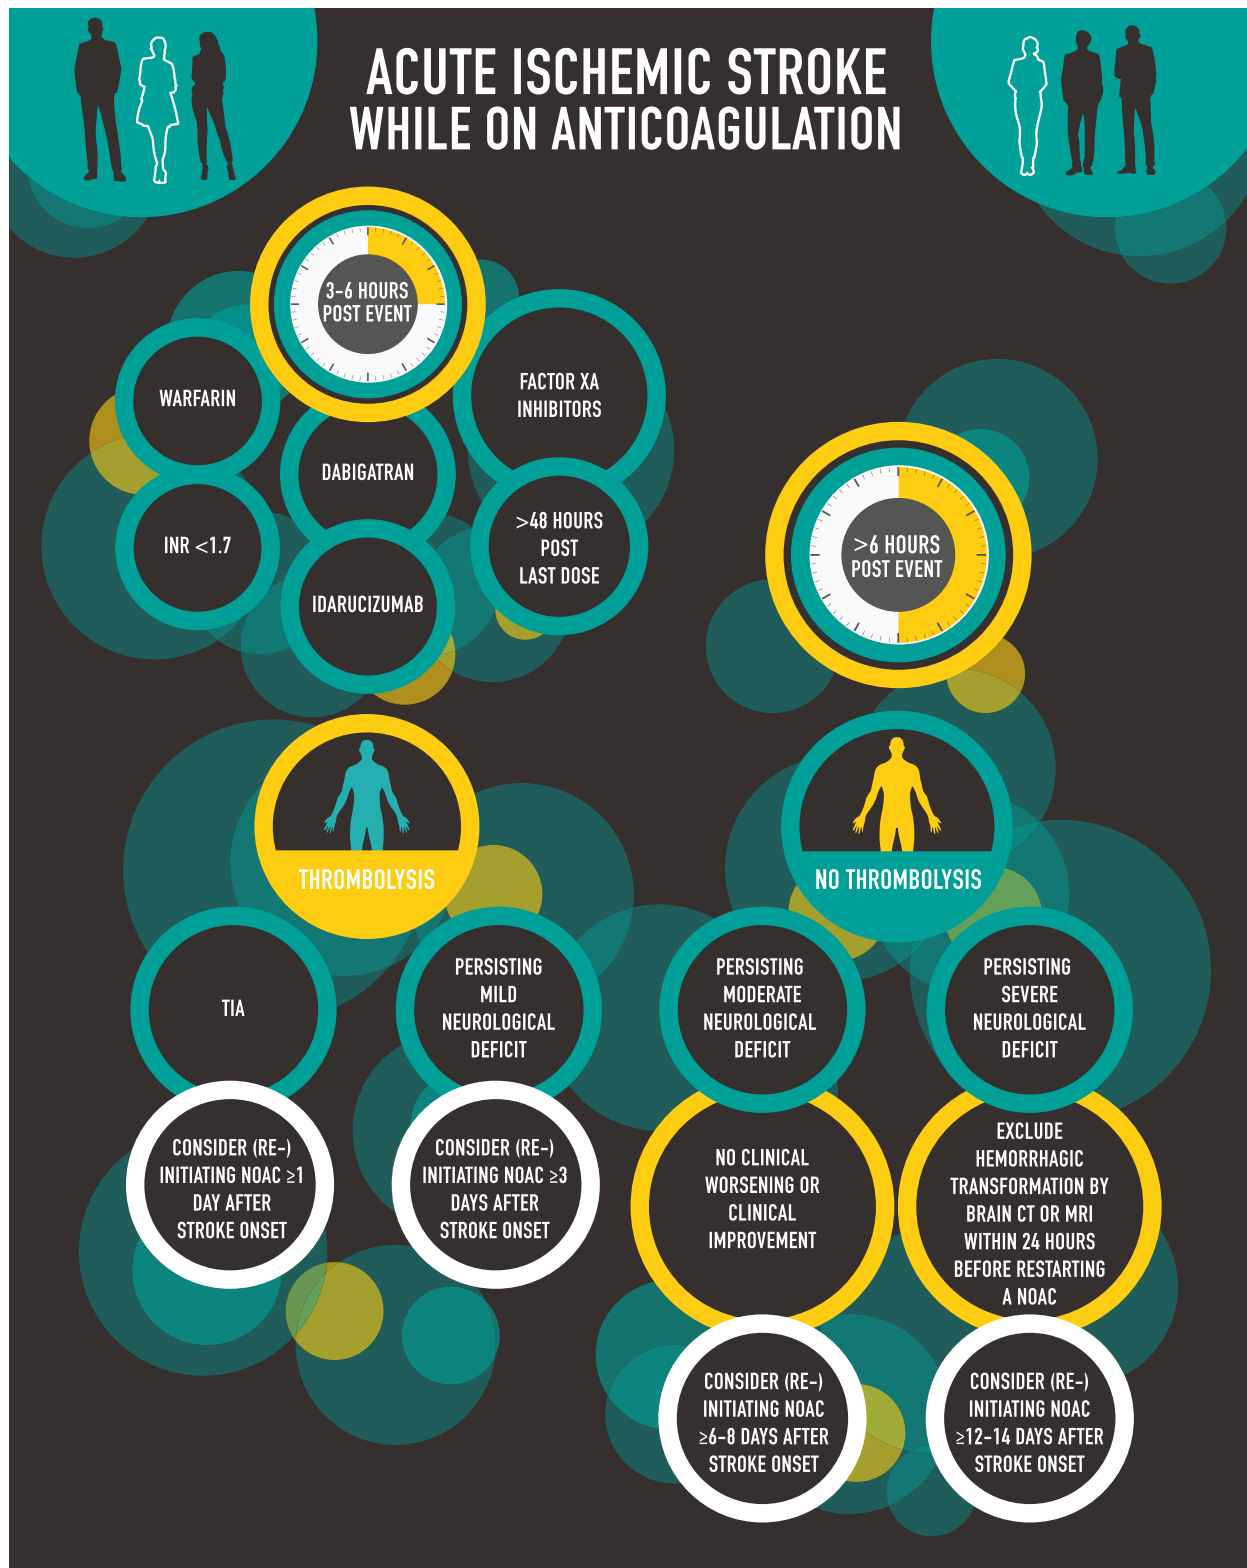 ACUTE ISCHEMIC STROKE
WHILE ON ANTICOAGULATION
3-6 HOURS
POST EVENT
WARFARIN
INR <1.7
DABIGATRAN
IDARUCIZUMAB
FACTOR XA
INHIBITORS
>48 HOURS
POST
LAST DOSE
>6 HOURS
POST EVENT
THROMBOLYSIS
NO THROMBOLYSIS
TIA
CONSIDER (RE-)
INITIATING NOAC ≥1
DAY AFTER
STROKE ONSET
PERSISTING
MILD
NEUROLOGICAL
DEFICIT
CONSIDER (RE-)
INITIATING NOAC ≥3
DAYS AFTER
STROKE ONSET
PERSISTING
MODERATE
NEUROLOGICAL
DEFICIT
NO CLINICAL
WORSENING OR
CLINICAL
IMPROVEMENT
CONSIDER (RE-)
INITIATING NOAC
≥6-8 DAYS AFTER
STROKE ONSET
PERSISTING
SEVERE
NEUROLOGICAL
DEFICIT
EXCLUDE
HEMORRHAGIC
TRANSFORMATION BY
BRAIN CT OR MRI
WITHIN 24 HOURS
BEFORE RESTARTING
A NOAC
CONSIDER (RE-)
INITIATING NOAC
≥12-14 DAYS AFTER
STROKE ONSET